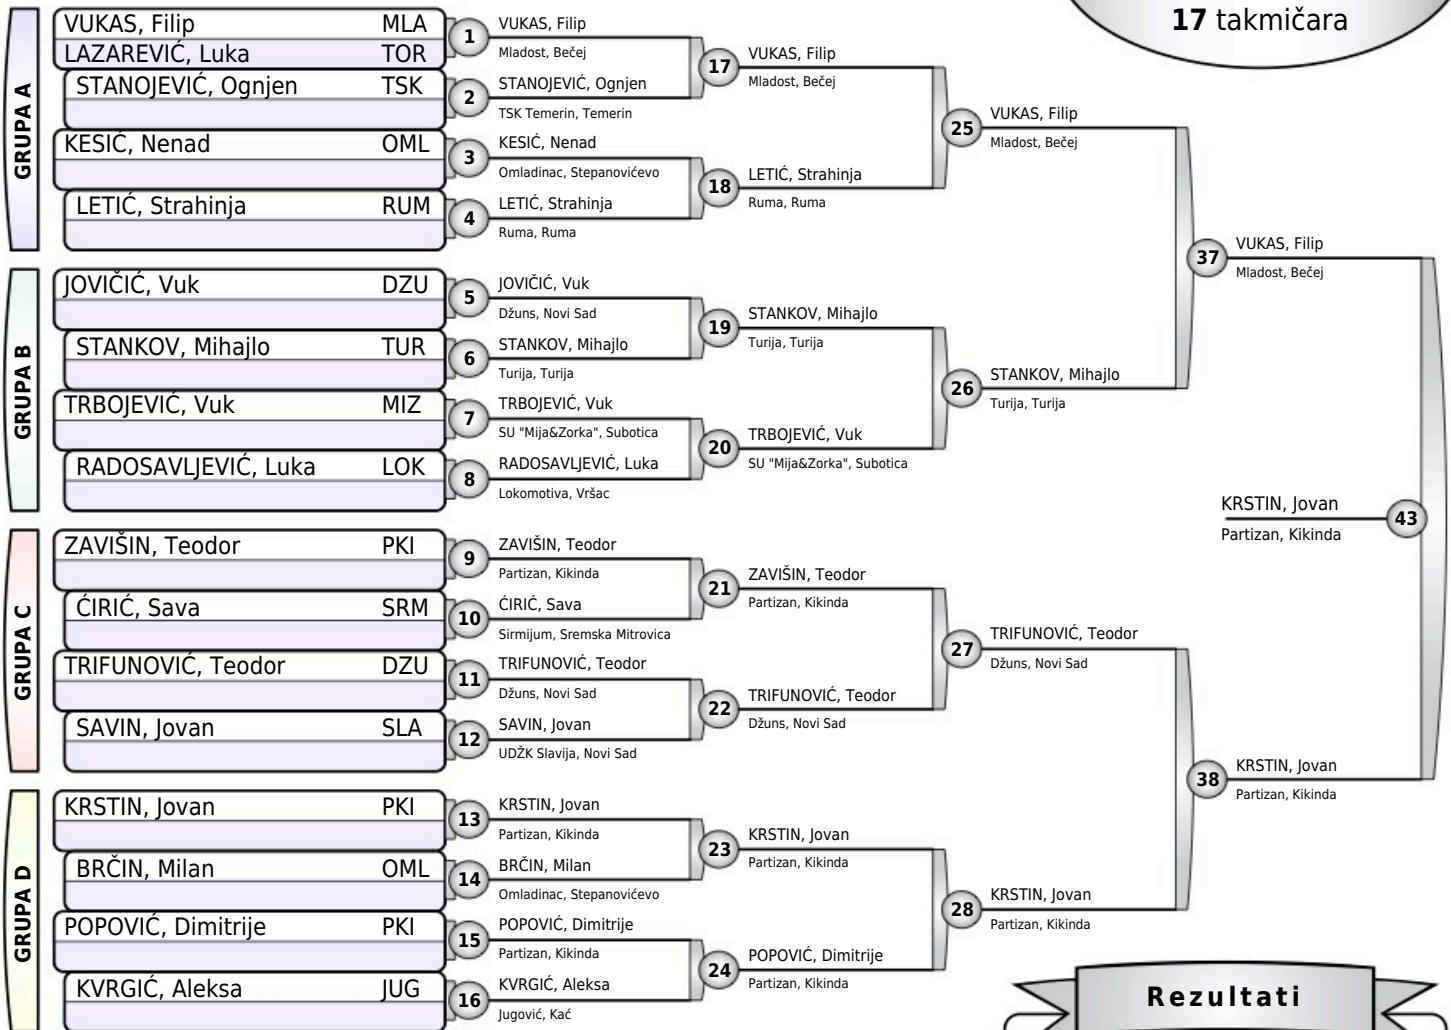 17 takmičara
GRUPA A
VUKAS, Filip MLA
LAZAREVIĆ, Luka TOR
STANOJEVIĆ, Ognjen TSK
KESIĆ, Nenad OML
LETIĆ, Strahinja RUM
GRUPA B
JOVIČIĆ, Vuk DZU
STANKOV, Mihajlo TUR
TRBOJEVIĆ, Vuk MIZ
RADOSAVLJEVIĆ, Luka LOK
GRUPA C
ZAVIŠIN, Teodor PKI
ĆIRIĆ, Sava SRM
TRIFUNOVIĆ, Teodor DZU
SAVIN, Jovan SLA
GRUPA D
KRSTIN, Jovan PKI
BRČIN, Milan OML
POPOVIĆ, Dimitrije PKI
KVRGIĆ, Aleksa JUG
1 VUKAS, Filip
Mladost, Bečej
2 STANOJEVIĆ, Ognjen
TSK Temerin, Temerin
3 KESIĆ, Nenad
Omladinac, Stepanovićevo
4 LETIĆ, Strahinja
Ruma, Ruma
5 JOVIČIĆ, Vuk
Džuns, Novi Sad
6 STANKOV, Mihajlo
Turija, Turija
7 TRBOJEVIĆ, Vuk
SU "Mija&Zorka", Subotica
8 RADOSAVLJEVIĆ, Luka
Lokomotiva, Vršac
9 ZAVIŠIN, Teodor
Partizan, Kikinda
10 ĆIRIĆ, Sava
Sirmijum, Sremska Mitrovica
11 TRIFUNOVIĆ, Teodor
Džuns, Novi Sad
12 SAVIN, Jovan
UDŽK Slavija, Novi Sad
13 KRSTIN, Jovan
Partizan, Kikinda
14 BRČIN, Milan
Omladinac, Stepanovićevo
15 POPOVIĆ, Dimitrije
Partizan, Kikinda
16 KVRGIĆ, Aleksa
Jugović, Kać
17 VUKAS, Filip
Mladost, Bečej
18 LETIĆ, Strahinja
Ruma, Ruma
19 STANKOV, Mihajlo
Turija, Turija
20 TRBOJEVIĆ, Vuk
SU "Mija&Zorka", Subotica
21 ZAVIŠIN, Teodor
Partizan, Kikinda
22 TRIFUNOVIĆ, Teodor
Džuns, Novi Sad
23 KRSTIN, Jovan
Partizan, Kikinda
24 POPOVIĆ, Dimitrije
Partizan, Kikinda
25 VUKAS, Filip
Mladost, Bečej
26 STANKOV, Mihajlo
Turija, Turija
27 TRIFUNOVIĆ, Teodor
Džuns, Novi Sad
28 KRSTIN, Jovan
Partizan, Kikinda
37 VUKAS, Filip
Mladost, Bečej
38 KRSTIN, Jovan
Partizan, Kikinda
KRSTIN, Jovan 43
Partizan, Kikinda
Rezultati